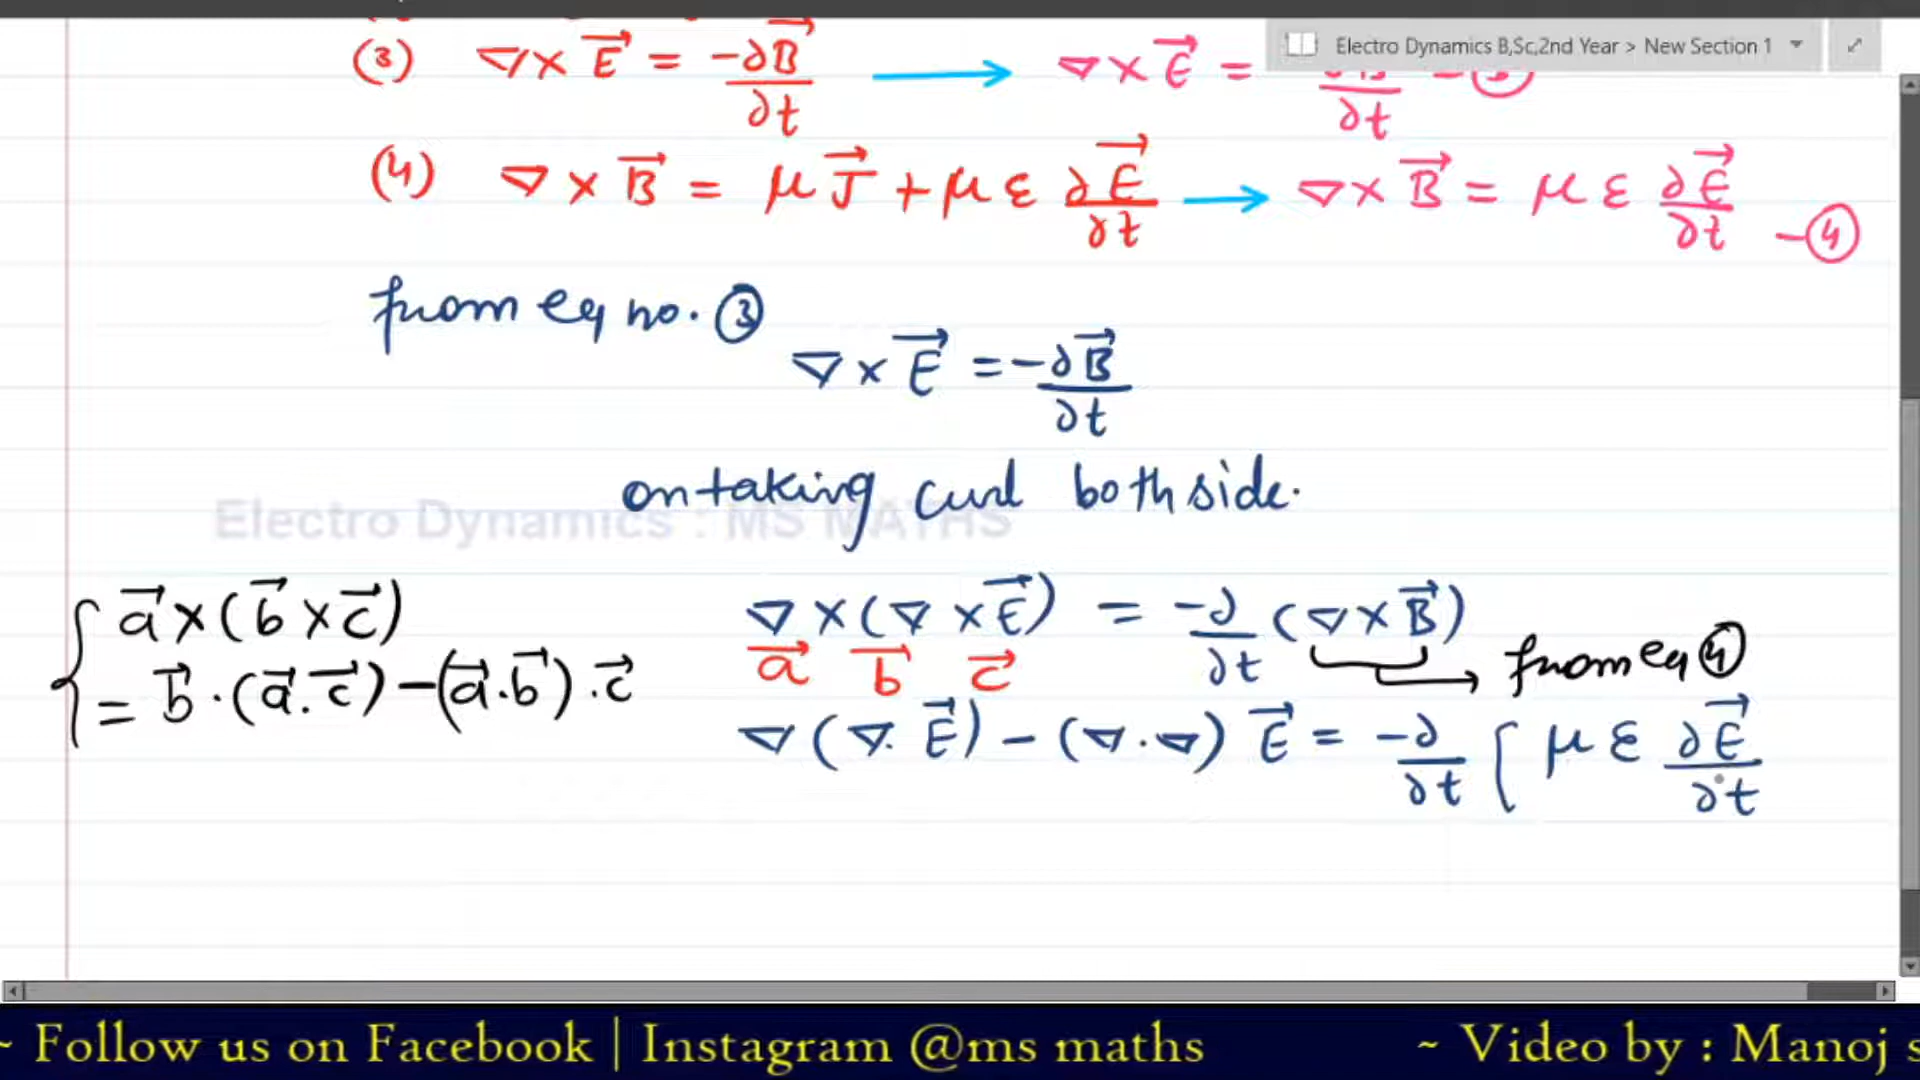 Electro Dynamics B,Sc,2nd Year > New Section 1
(3) ∇ × E⃗ = -∂B⃗/∂t → ∇ × E⃗ = ∂B/∂t - ③
(4) ∇ × B⃗ = μJ⃗ + με ∂E⃗/∂t → ∇ × B⃗ = με ∂E⃗/∂t - ④
from eq no. ③
∇ × E⃗ = -∂B⃗/∂t
on taking curl both side.
Electro Dynamics : MS MATHS
a⃗ × (b⃗ × c⃗)
= b⃗ · (a⃗ . c⃗) - (a⃗ . b⃗) . c⃗
∇ × (∇ × E⃗) = -∂/∂t (∇ × B⃗)
a⃗ b⃗ c⃗
from eq ④
∇(∇. E⃗) - (∇ . ∇) E⃗ = -∂/∂t [ με ∂E⃗/∂t
~ Follow us on Facebook | Instagram @ms maths ~ Video by : Manoj s